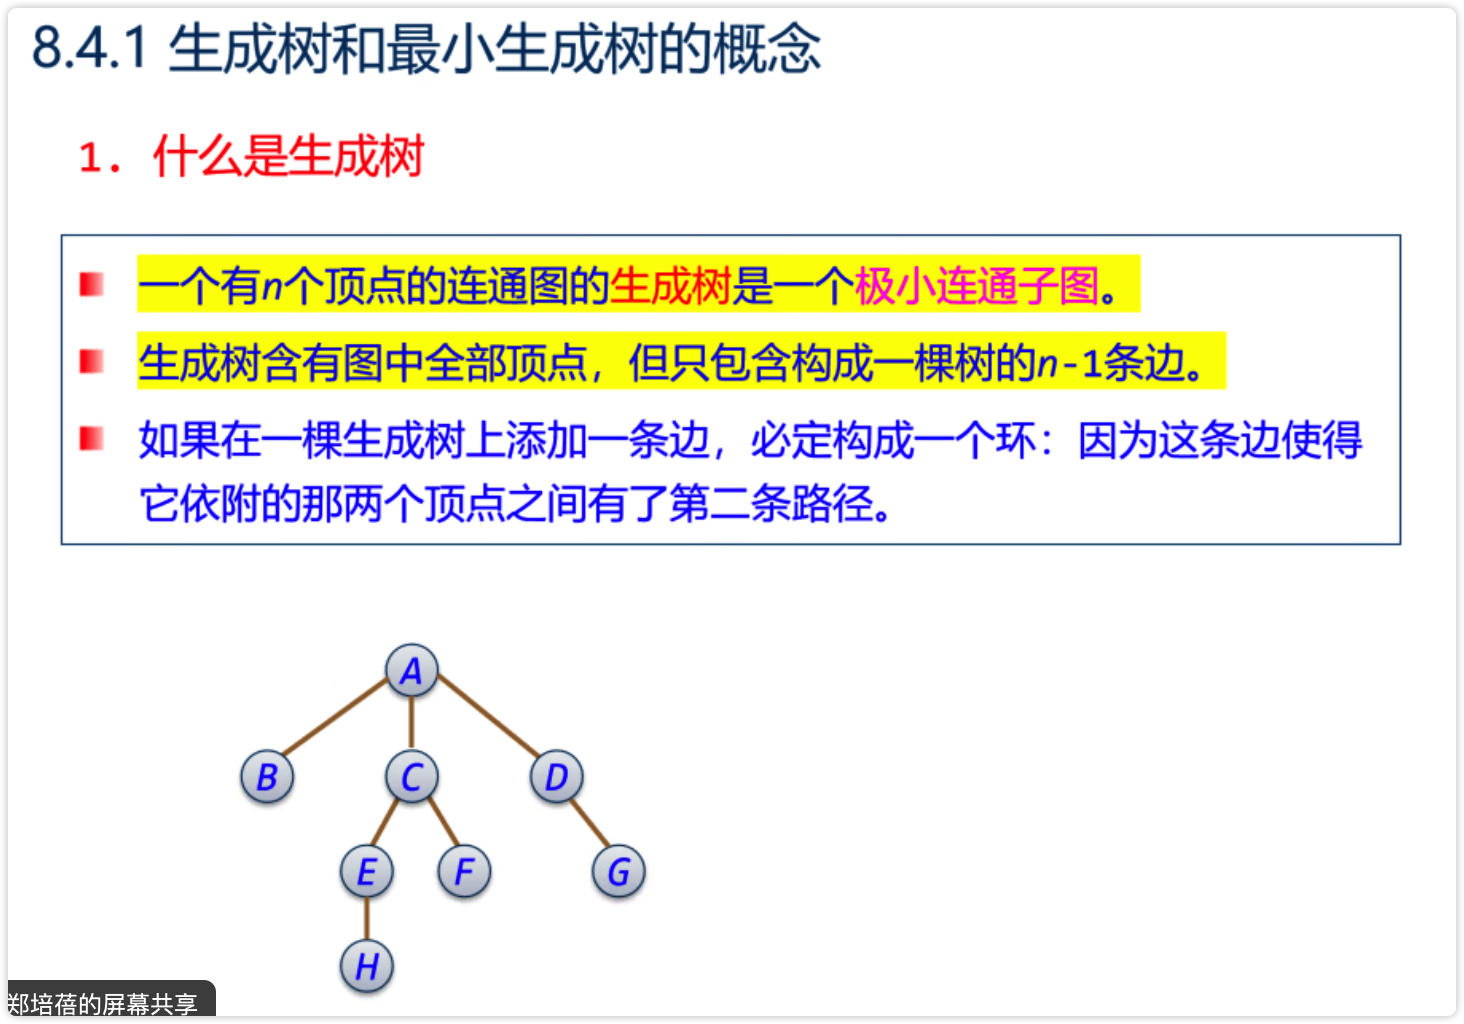 8.4.1 生成树和最小生成树的概念
1. 什么是生成树
一个有n个顶点的连通图的生成树是一个极小连通子图。
生成树含有图中全部顶点，但只包含构成一棵树的n-1条边。
如果在一棵生成树上添加一条边，必定构成一个环：因为这条边使得
它依附的那两个顶点之间有了第二条路径。
A
B C D
E F G
H
郑培蓓的屏幕共享